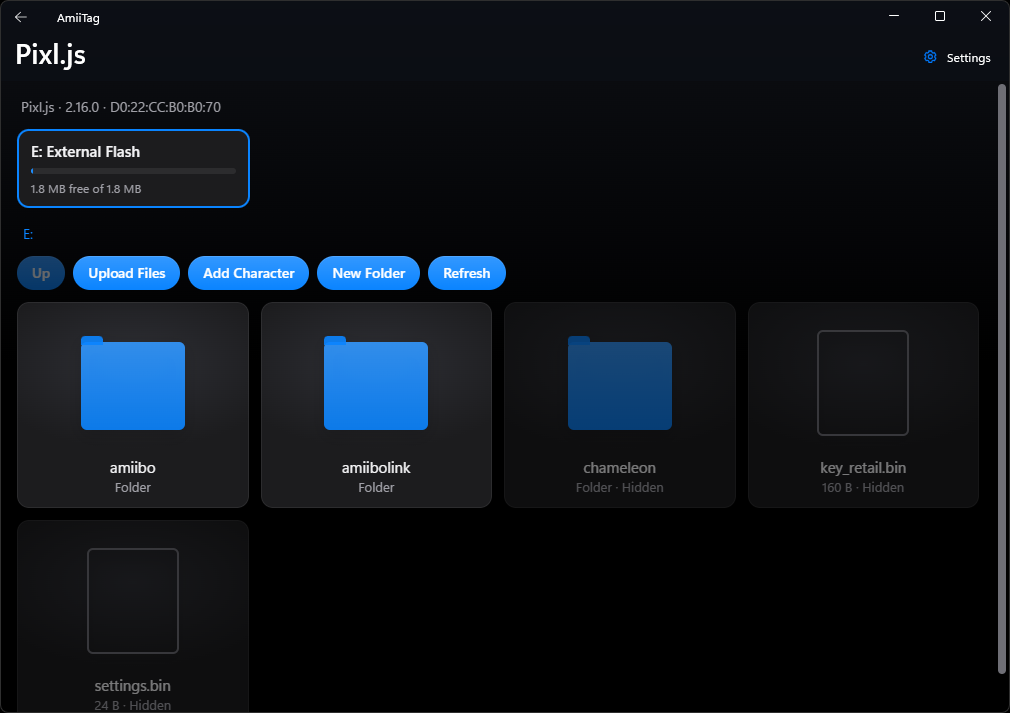 AmiiTag
Pixl.js
Settings
Pixl.js · 2.16.0 · D0:22:CC:B0:B0:70
E: External Flash
1.8 MB free of 1.8 MB
E:
Up
Upload Files
Add Character
New Folder
Refresh
amiibo
Folder
amiibolink
Folder
chameleon
Folder · Hidden
key_retail.bin
160 B · Hidden
settings.bin
24 B · Hidden